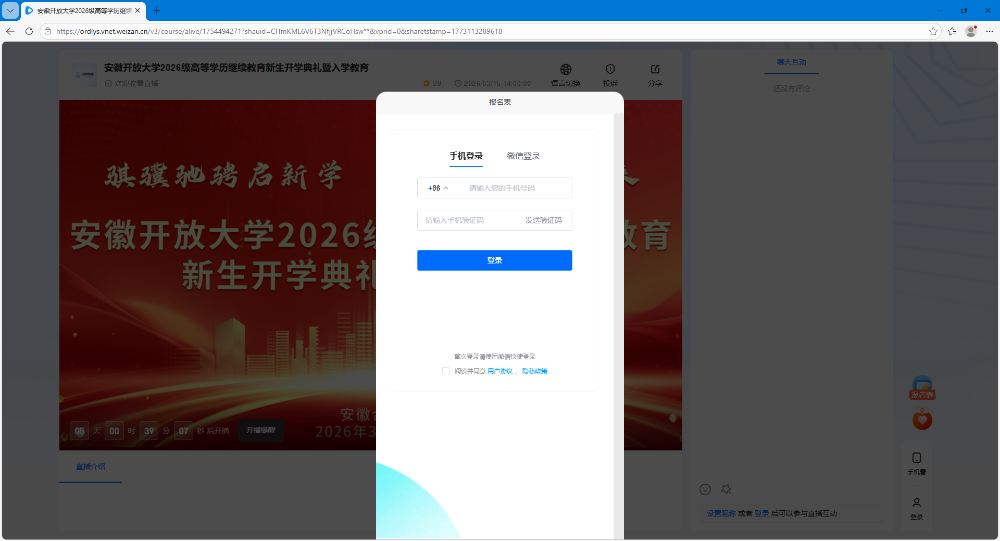 安徽开放大学2026级高等学历继续
https://ordlys.vnet.weizan.cn/v3/course/alive/1754494271?shauid=CHmKML6V6T3NfjjVRCoHsw**&vprid=0&sharetstamp=1773113289618
安徽开放大学2026级高等学历继续教育新生开学典礼暨入学教育
欢迎收看直播
28
2026/03/15 14:00:00
语言切换
投诉
分享
聊天互动
还没有评论
骐骥驰骋启新学
安徽开放大学2026级
教育
新生开学典礼
安徽合
2026年3
05 天 00 时 39 分 07 秒 后开播
开播提醒
直播介绍
报名表
手机登录
微信登录
+86
请输入您的手机号码
请输入手机验证码
发送验证码
登录
首次登录请使用微信快捷登录
阅读并同意 用户协议 、 隐私政策
报名表
0
手机看
登录
设置昵称 或者 登录 后可以参与直播互动